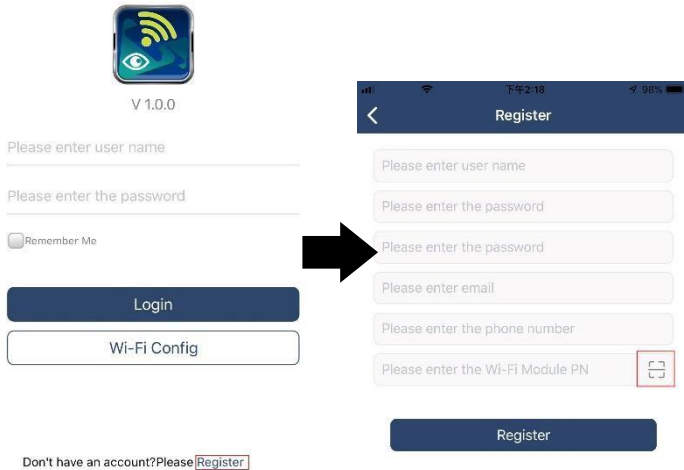 V 1.0.0
Please enter user name
Please enter the password
Remember Me
Login
Wi-Fi Config
Don't have an account?Please Register
下午2:18
98%
Register
Please enter user name
Please enter the password
Please enter the password
Please enter email
Please enter the phone number
Please enter the Wi-Fi Module PN
Register